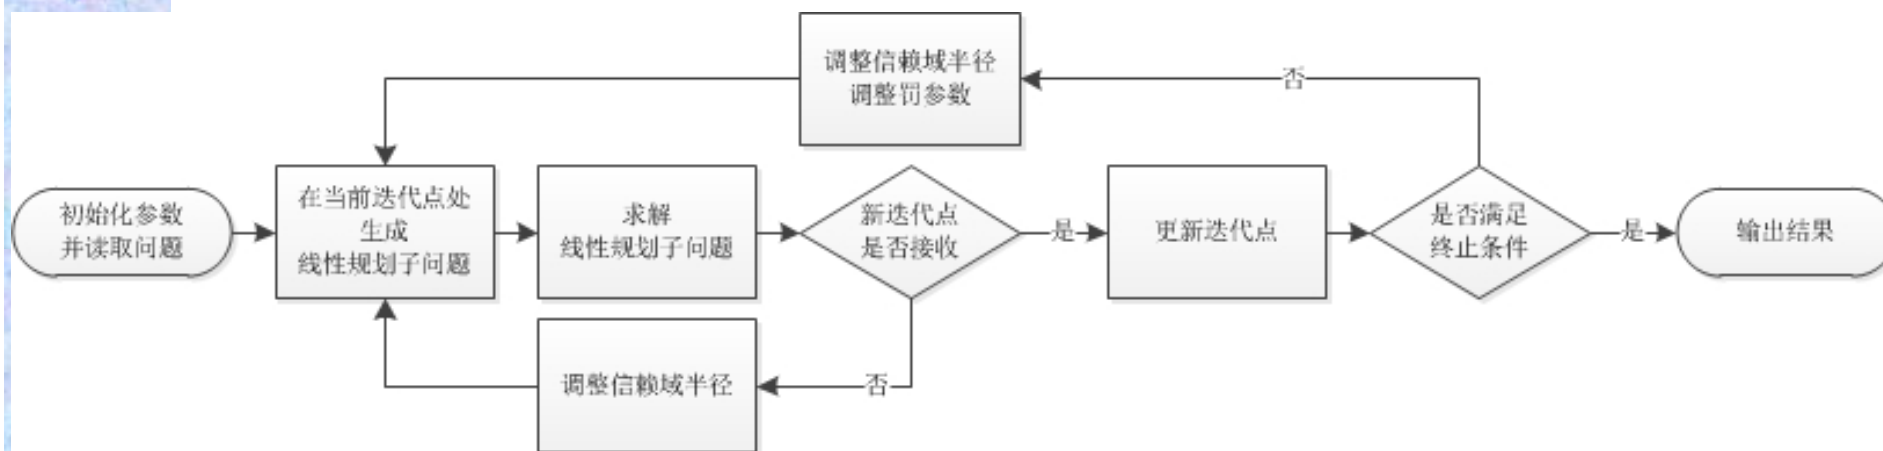 调整信赖域半径
调整罚参数
否
初始化参数
并读取问题
在当前迭代点处
生成
线性规划子问题
求解
线性规划子问题
新迭代点
是否接收
是
更新迭代点
是否满足
终止条件
是
输出结果
调整信赖域半径
否